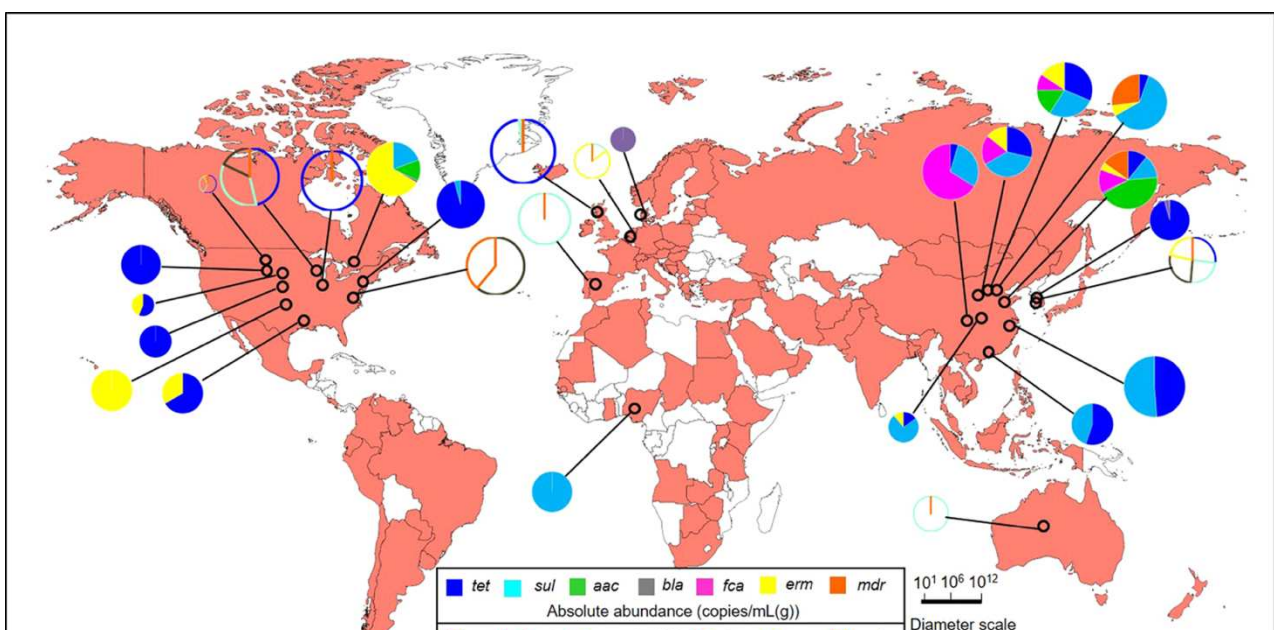 tet sul aac bla fca erm mdr
Absolute abundance (copies/mL(g))
10¹ 10⁶ 10¹²
Diameter scale